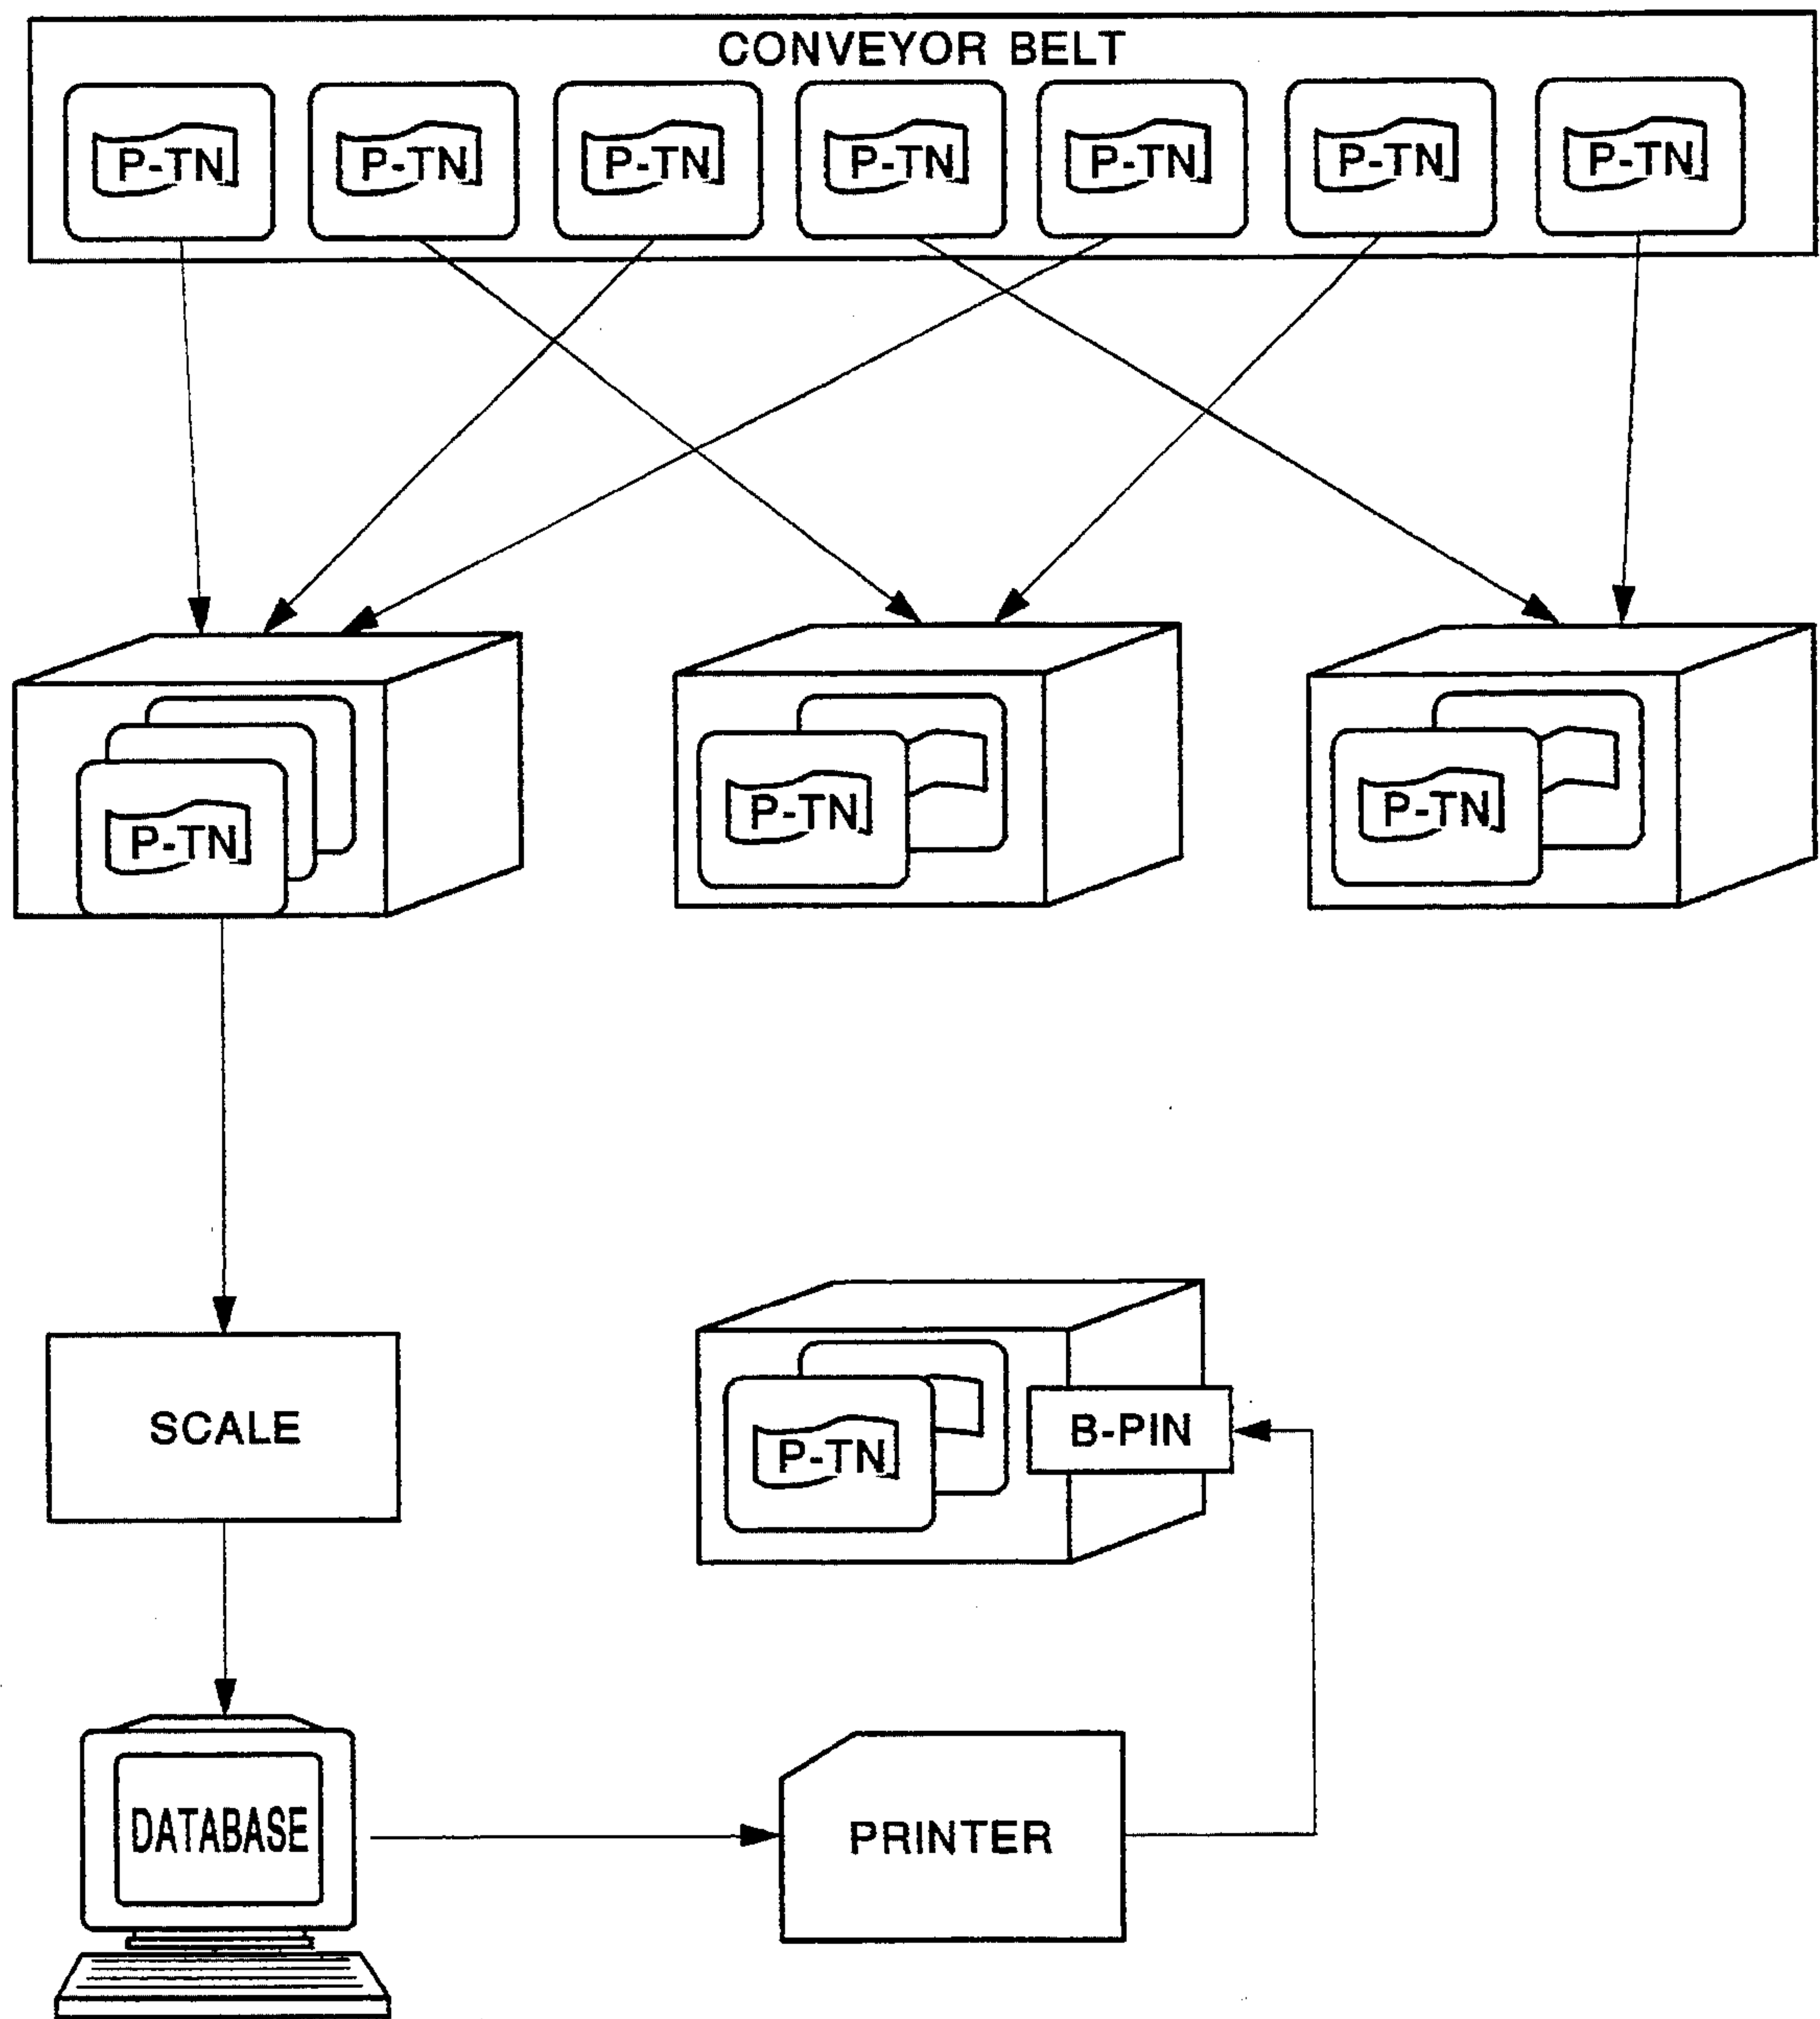 CONVEYOR BELT
P-TN P-TN P-TN P-TN P-TN P-TN P-TN
P-TN P-TN P-TN
SCALE
P-TN
B-PIN
DATABASE
PRINTER